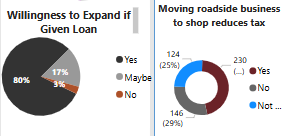 Willingness to Expand if
Given Loan
80%
17%
3%
Yes
Maybe
No
Moving roadside business
to shop reduces tax
124
(25%)
230
(...)
146
(29%)
Yes
No
Not ...